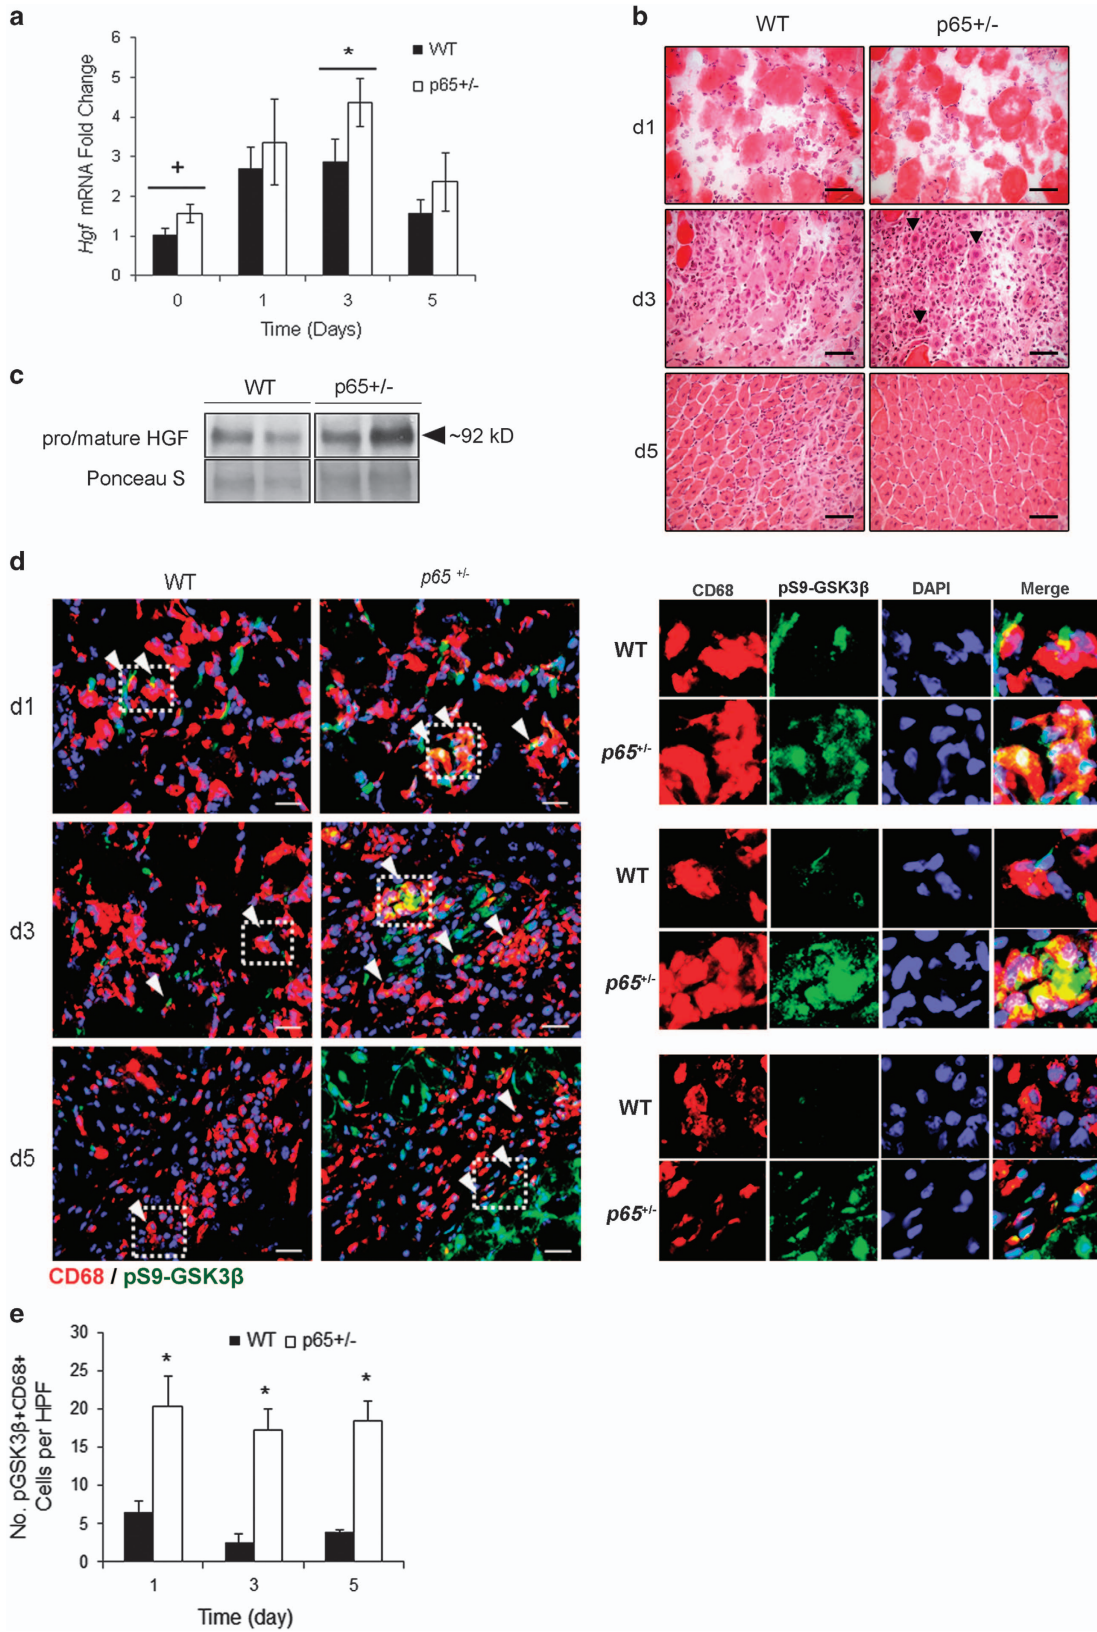 a
6
5
4
3
2
1
0
Hgf mRNA Fold Change
WT
p65+/-
+
*
0 1 3 5
Time (Days)
b
WT p65+/-
d1
d3
d5
c
WT p65+/-
pro/mature HGF
~92 kD
Ponceau S
d
WT p65 +/-
d1
d3
d5
CD68 / pS9-GSK3β
CD68 pS9-GSK3β DAPI Merge
WT
p65+/-
WT
p65+/-
WT
p65+/-
e
30
25
20
15
10
5
0
No. pGSK3β+CD68+
Cells per HPF
WT p65+/-
* * *
1 3 5
Time (day)